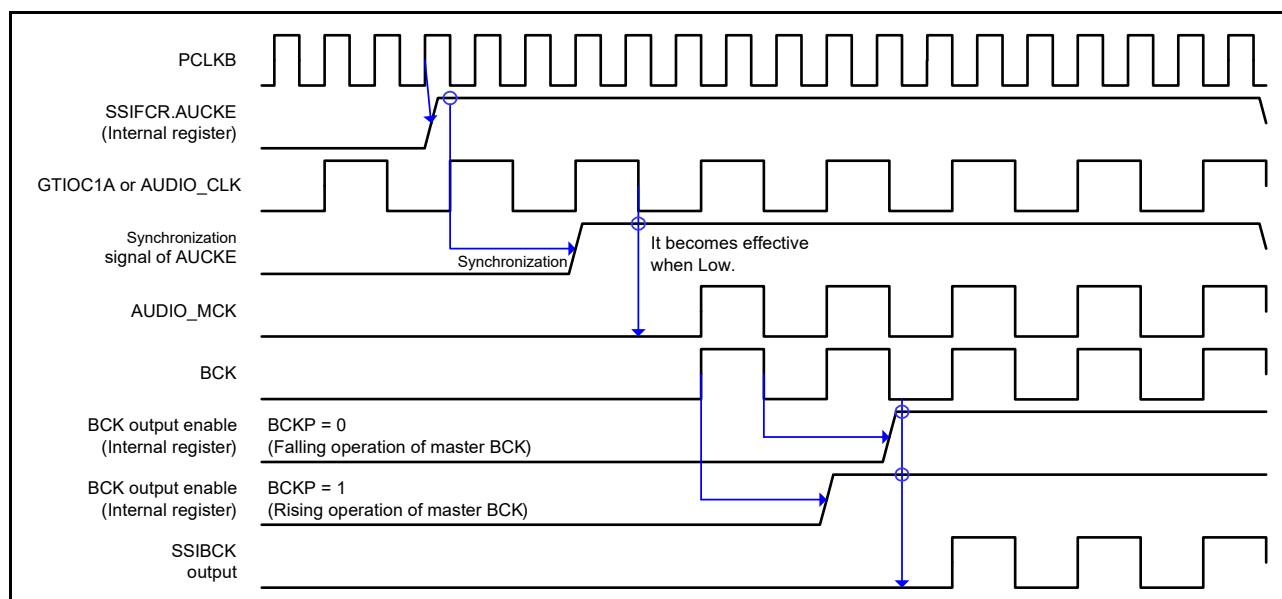 PCLKB
SSIFCR.AUCKE
(Internal register)
GTIOC1A or AUDIO_CLK
Synchronization
signal of AUCKE
Synchronization
It becomes effective
when Low.
AUDIO_MCK
BCK
BCK output enable
(Internal register)
BCKP = 0
(Falling operation of master BCK)
BCK output enable
(Internal register)
BCKP = 1
(Rising operation of master BCK)
SSIBCK
output